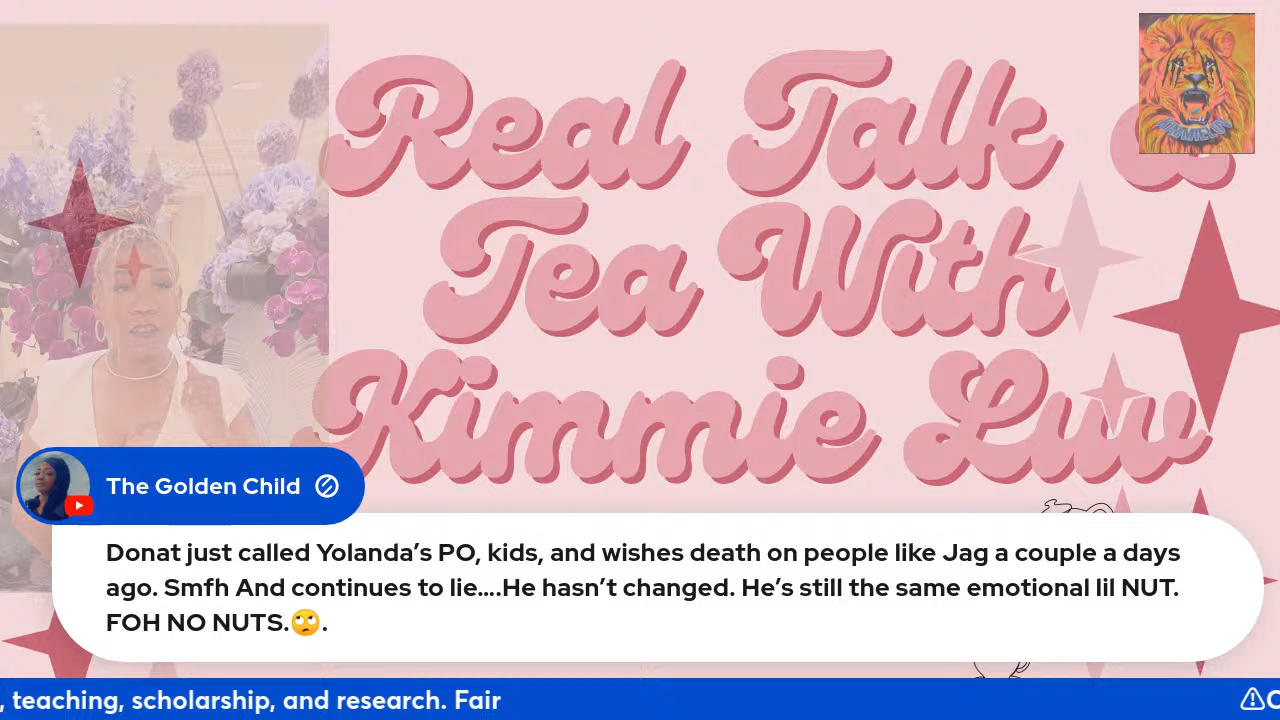 Real Talk &
Tea With
Kimmie Luv
The Golden Child
Donat just called Yolanda’s PO, kids, and wishes death on people like Jag a couple a days
ago. Smfh And continues to lie....He hasn’t changed. He’s still the same emotional lil NUT.
FOH NO NUTS.🙄.
, teaching, scholarship, and research. Fair